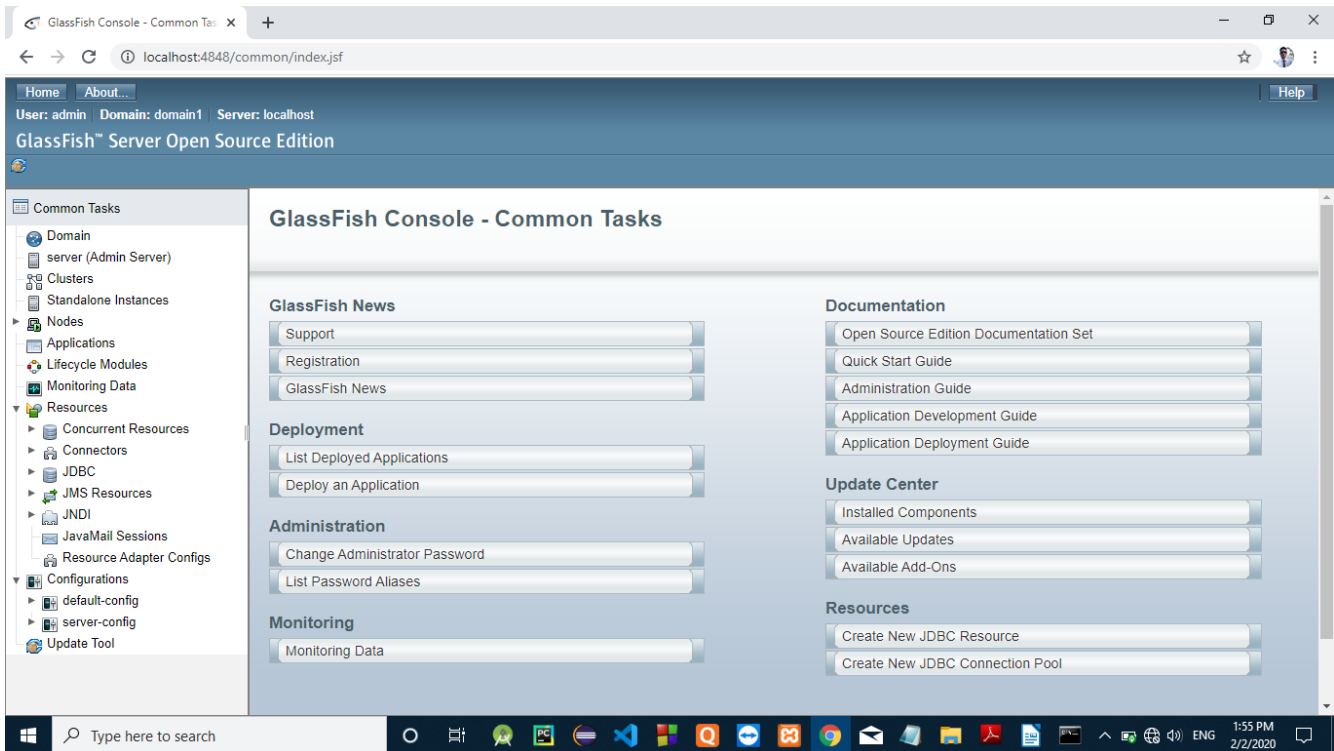 GlassFish Console - Common Tas
localhost:4848/common/index.jsf
Home About...
Help
User: admin Domain: domain1 Server: localhost
GlassFish™ Server Open Source Edition
Common Tasks
Domain
server (Admin Server)
Clusters
Standalone Instances
Nodes
Applications
Lifecycle Modules
Monitoring Data
Resources
Concurrent Resources
Connectors
JDBC
JMS Resources
JNDI
JavaMail Sessions
Resource Adapter Configs
Configurations
default-config
server-config
Update Tool
GlassFish Console - Common Tasks
GlassFish News
Support
Registration
GlassFish News
Deployment
List Deployed Applications
Deploy an Application
Administration
Change Administrator Password
List Password Aliases
Monitoring
Monitoring Data
Documentation
Open Source Edition Documentation Set
Quick Start Guide
Administration Guide
Application Development Guide
Application Deployment Guide
Update Center
Installed Components
Available Updates
Available Add-Ons
Resources
Create New JDBC Resource
Create New JDBC Connection Pool
Type here to search
PC
Q
ENG
1:55 PM
2/2/2020